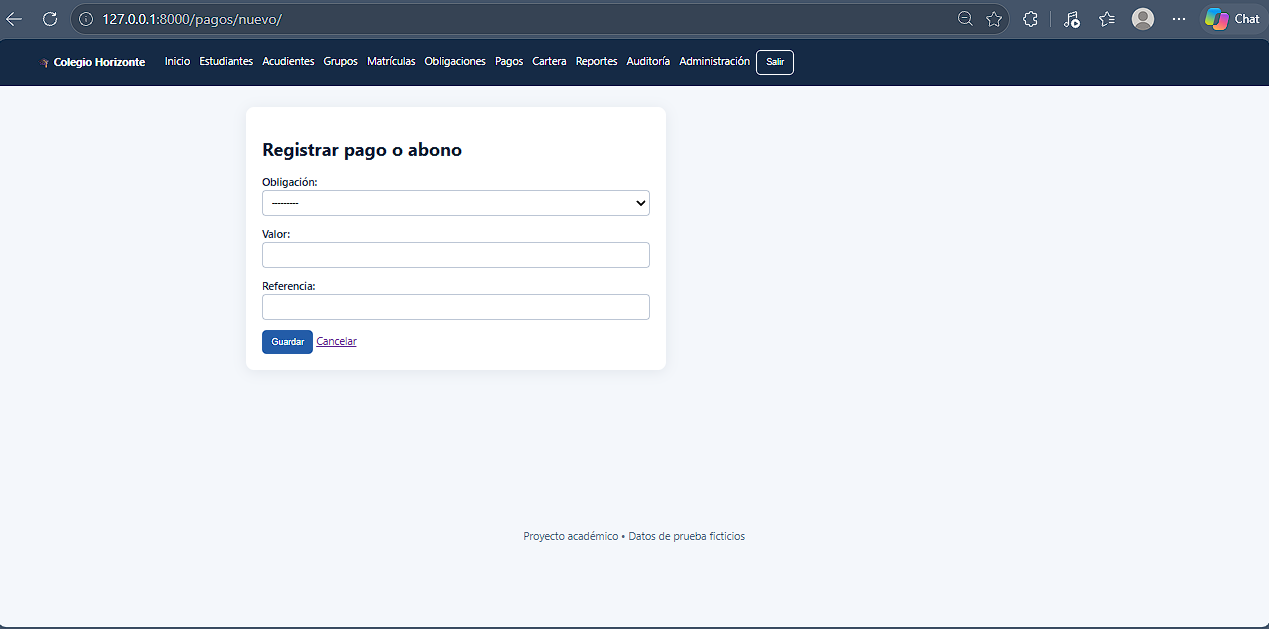 127.0.0.1:8000/pagos/nuevo/
Chat
Colegio Horizonte Inicio Estudiantes Acudientes Grupos Matrículas Obligaciones Pagos Cartera Reportes Auditoría Administración Salir
Registrar pago o abono
Obligación:
---------
Valor:
Referencia:
Guardar Cancelar
Proyecto académico • Datos de prueba ficticios